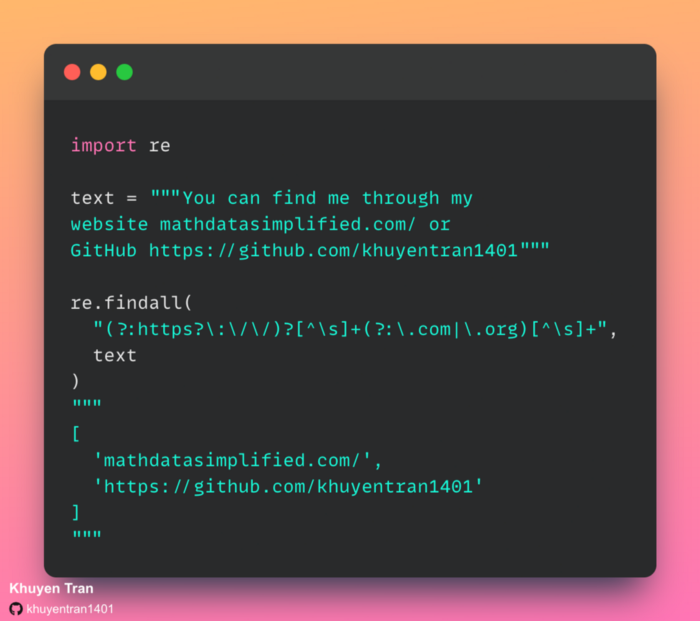 import re

text = """You can find me through my
website mathdatasimplified.com/ or
GitHub https://github.com/khuyentran1401"""

re.findall(
  "(?:https?\:\/\/)?[^\s]+(?:\.com|\.org)[^\s]+",
  text
)
"""
[
  'mathdatasimplified.com/',
  'https://github.com/khuyentran1401'
]
"""
Khuyen Tran
khuyentran1401